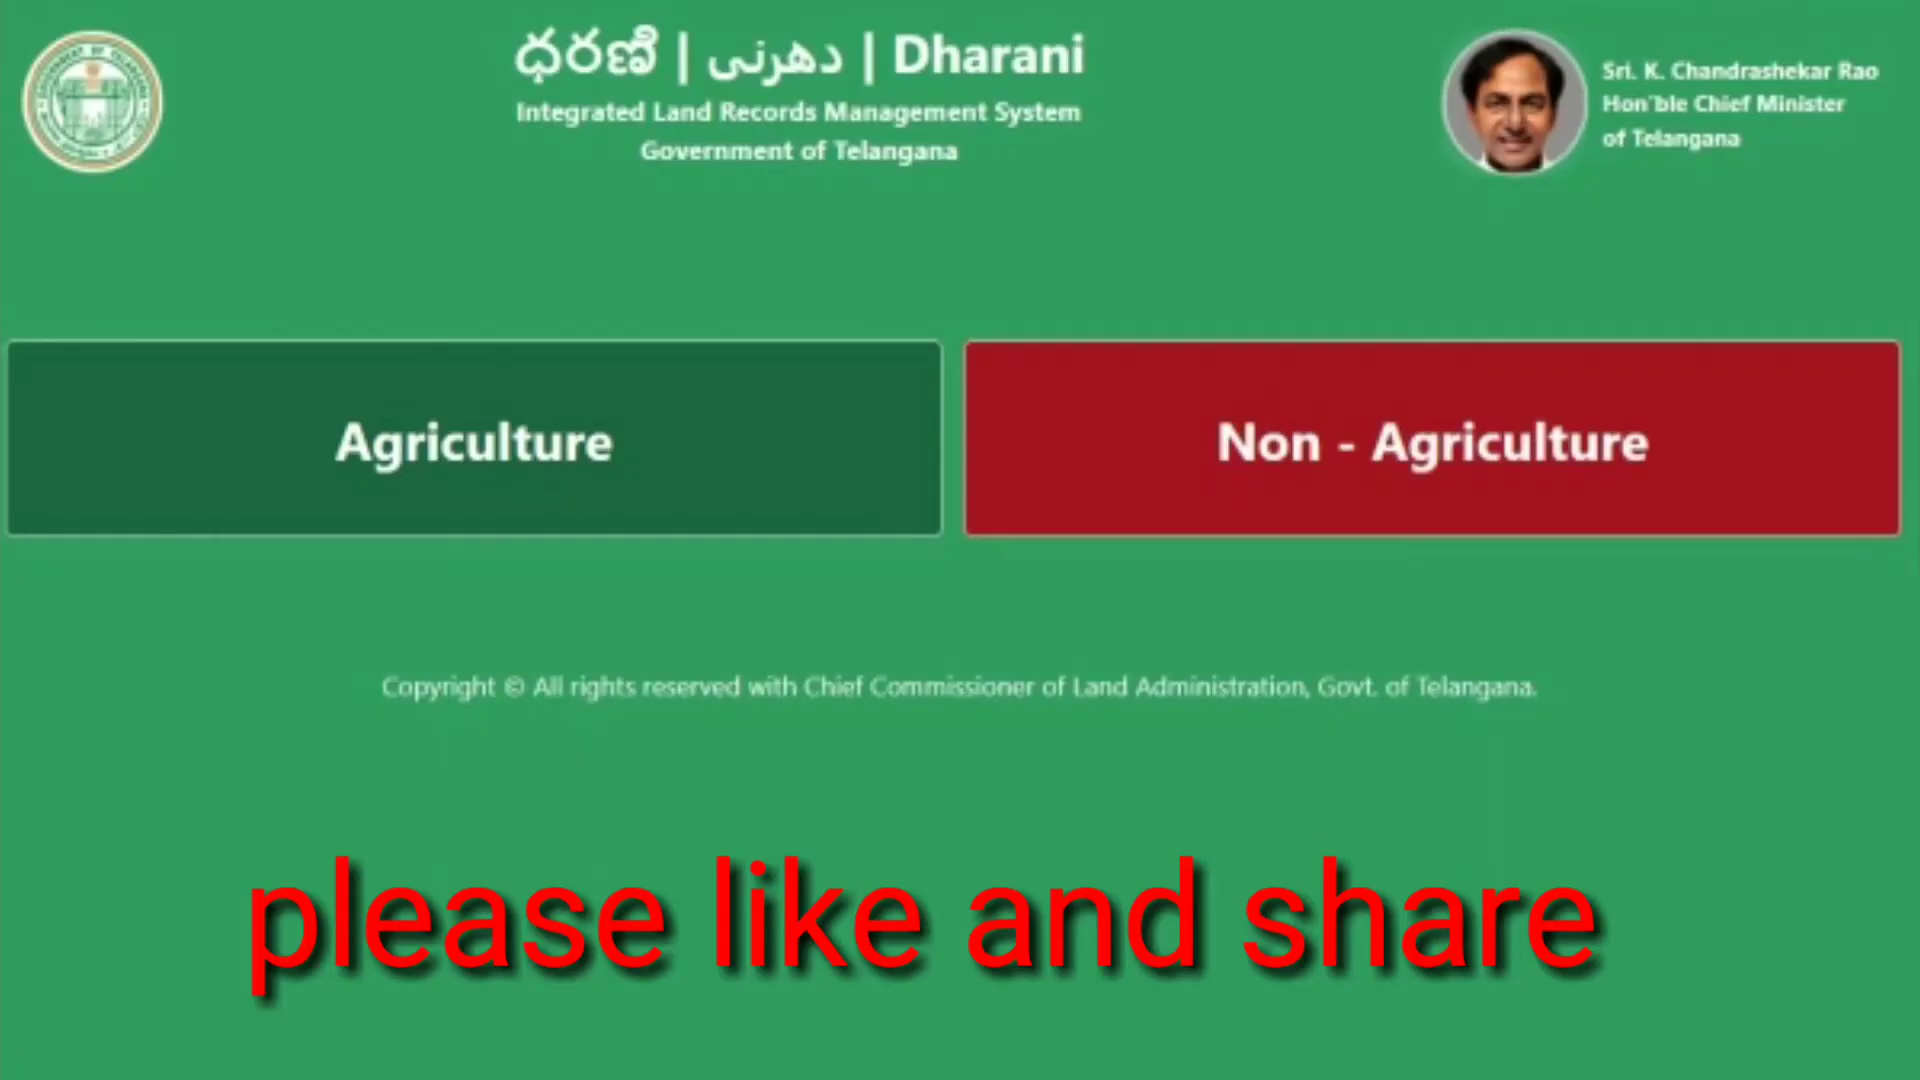 ధరణి | دھرنی | Dharani
Integrated Land Records Management System
Government of Telangana
Sri. K. Chandrashekar Rao
Hon'ble Chief Minister
of Telangana
Agriculture
Non - Agriculture
Copyright © All rights reserved with Chief Commissioner of Land Administration, Govt. of Telangana.
please like and share